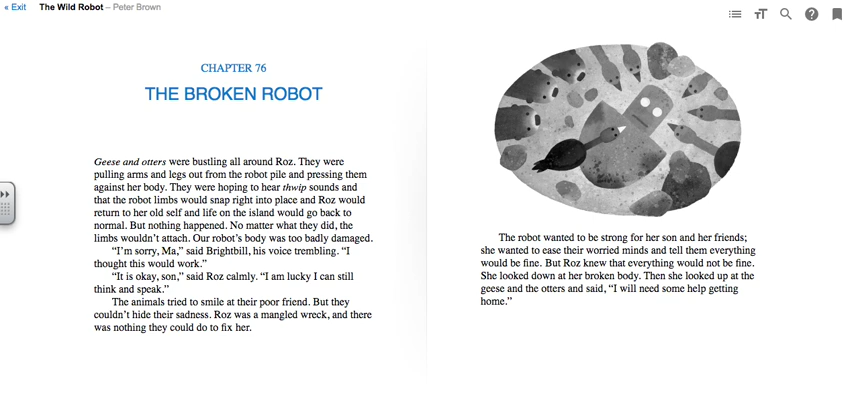 « Exit The Wild Robot – Peter Brown
CHAPTER 76
THE BROKEN ROBOT
Geese and otters were bustling all around Roz. They were
pulling arms and legs out from the robot pile and pressing them
against her body. They were hoping to hear thwip sounds and
that the robot limbs would snap right into place and Roz would
return to her old self and life on the island would go back to
normal. But nothing happened. No matter what they did, the
limbs wouldn’t attach. Our robot’s body was too badly damaged.
“I’m sorry, Ma,” said Brightbill, his voice trembling. “I
thought this would work.”
“It is okay, son,” said Roz calmly. “I am lucky I can still
think and speak.”
The animals tried to smile at their poor friend. But they
couldn’t hide their sadness. Roz was a mangled wreck, and there
was nothing they could do to fix her.
The robot wanted to be strong for her son and her friends;
she wanted to ease their worried minds and tell them everything
would be fine. But Roz knew that everything would not be fine.
She looked down at her broken body. Then she looked up at the
geese and the otters and said, “I will need some help getting
home.”